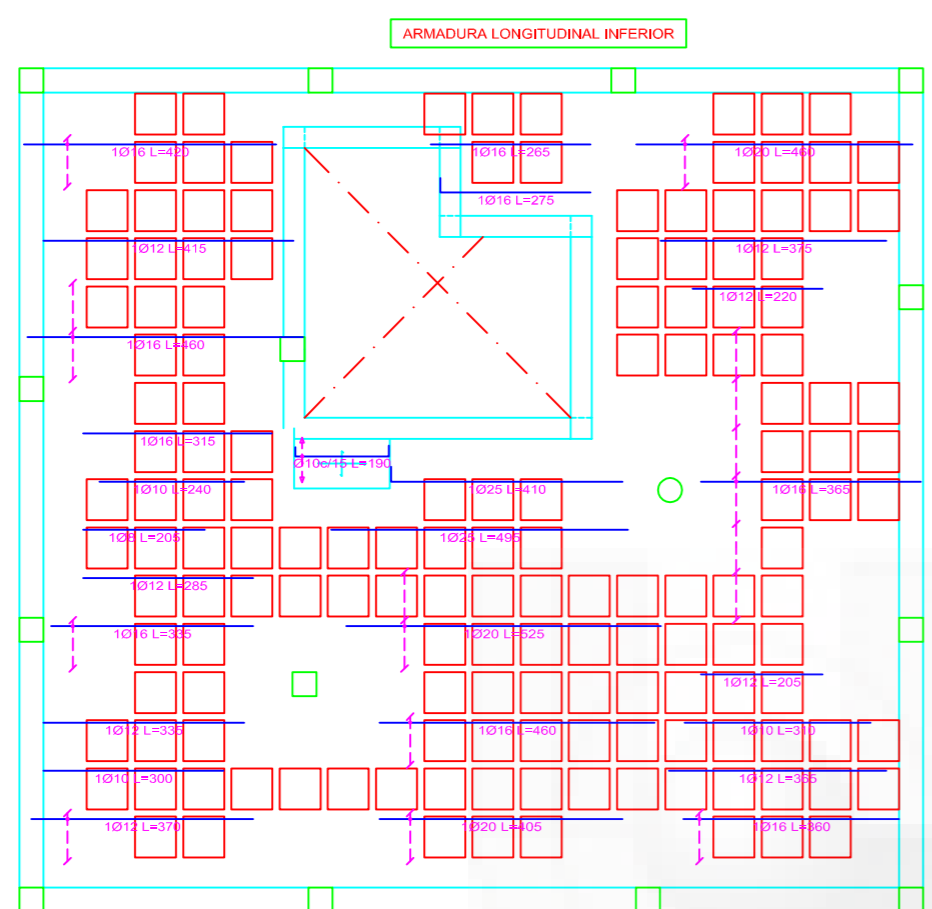 ARMADURA LONGITUDINAL INFERIOR
1Ø16 L=420
1Ø16 L=265
1Ø20 L=460
1Ø16 L=275
1Ø12 L=415
1Ø12 L=375
1Ø12 L=220
1Ø16 L=460
1Ø16 L=315
Ø10c/15 L=190
1Ø10 L=240
1Ø25 L=410
1Ø16 L=365
1Ø8 L=205
1Ø25 L=495
1Ø12 L=285
1Ø16 L=335
1Ø20 L=525
1Ø12 L=205
1Ø12 L=335
1Ø16 L=460
1Ø10 L=310
1Ø10 L=300
1Ø12 L=365
1Ø12 L=370
1Ø20 L=405
1Ø16 L=360